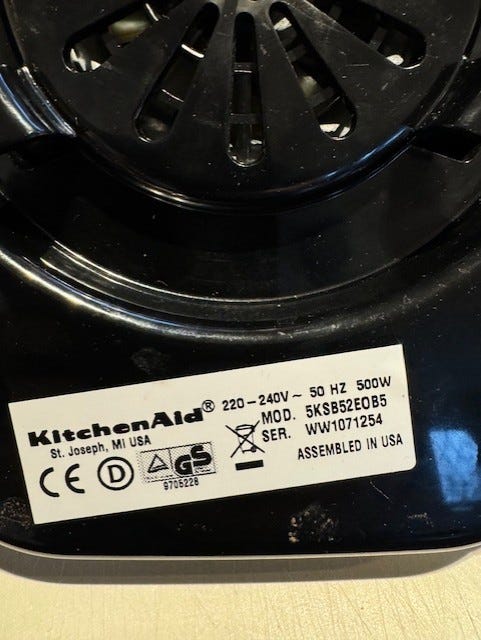 KitchenAid® 220-240V ~ 50 HZ 500W
St. Joseph, MI USA
MOD. 5KSB52EOB5
SER. WW1071254
CE D GS
9705228
ASSEMBLED IN USA